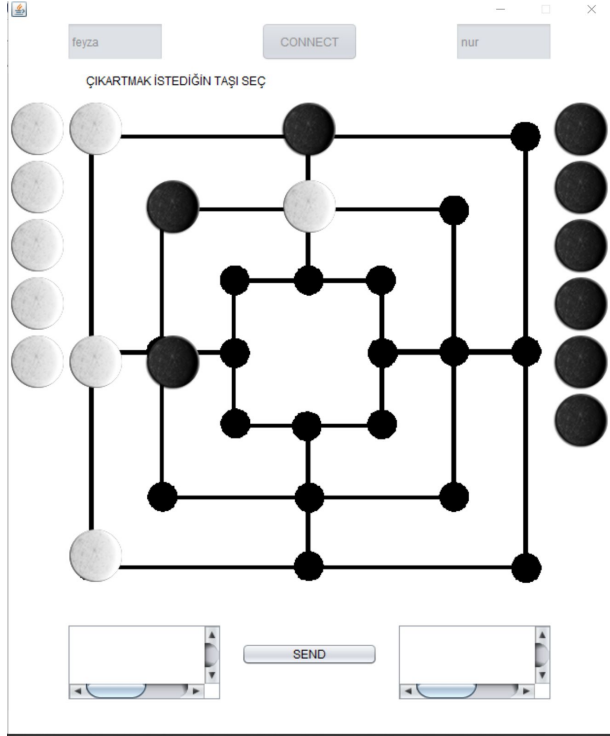 feyza
CONNECT
nur
ÇIKARTMAK İSTEDİĞİN TAŞI SEÇ
SEND